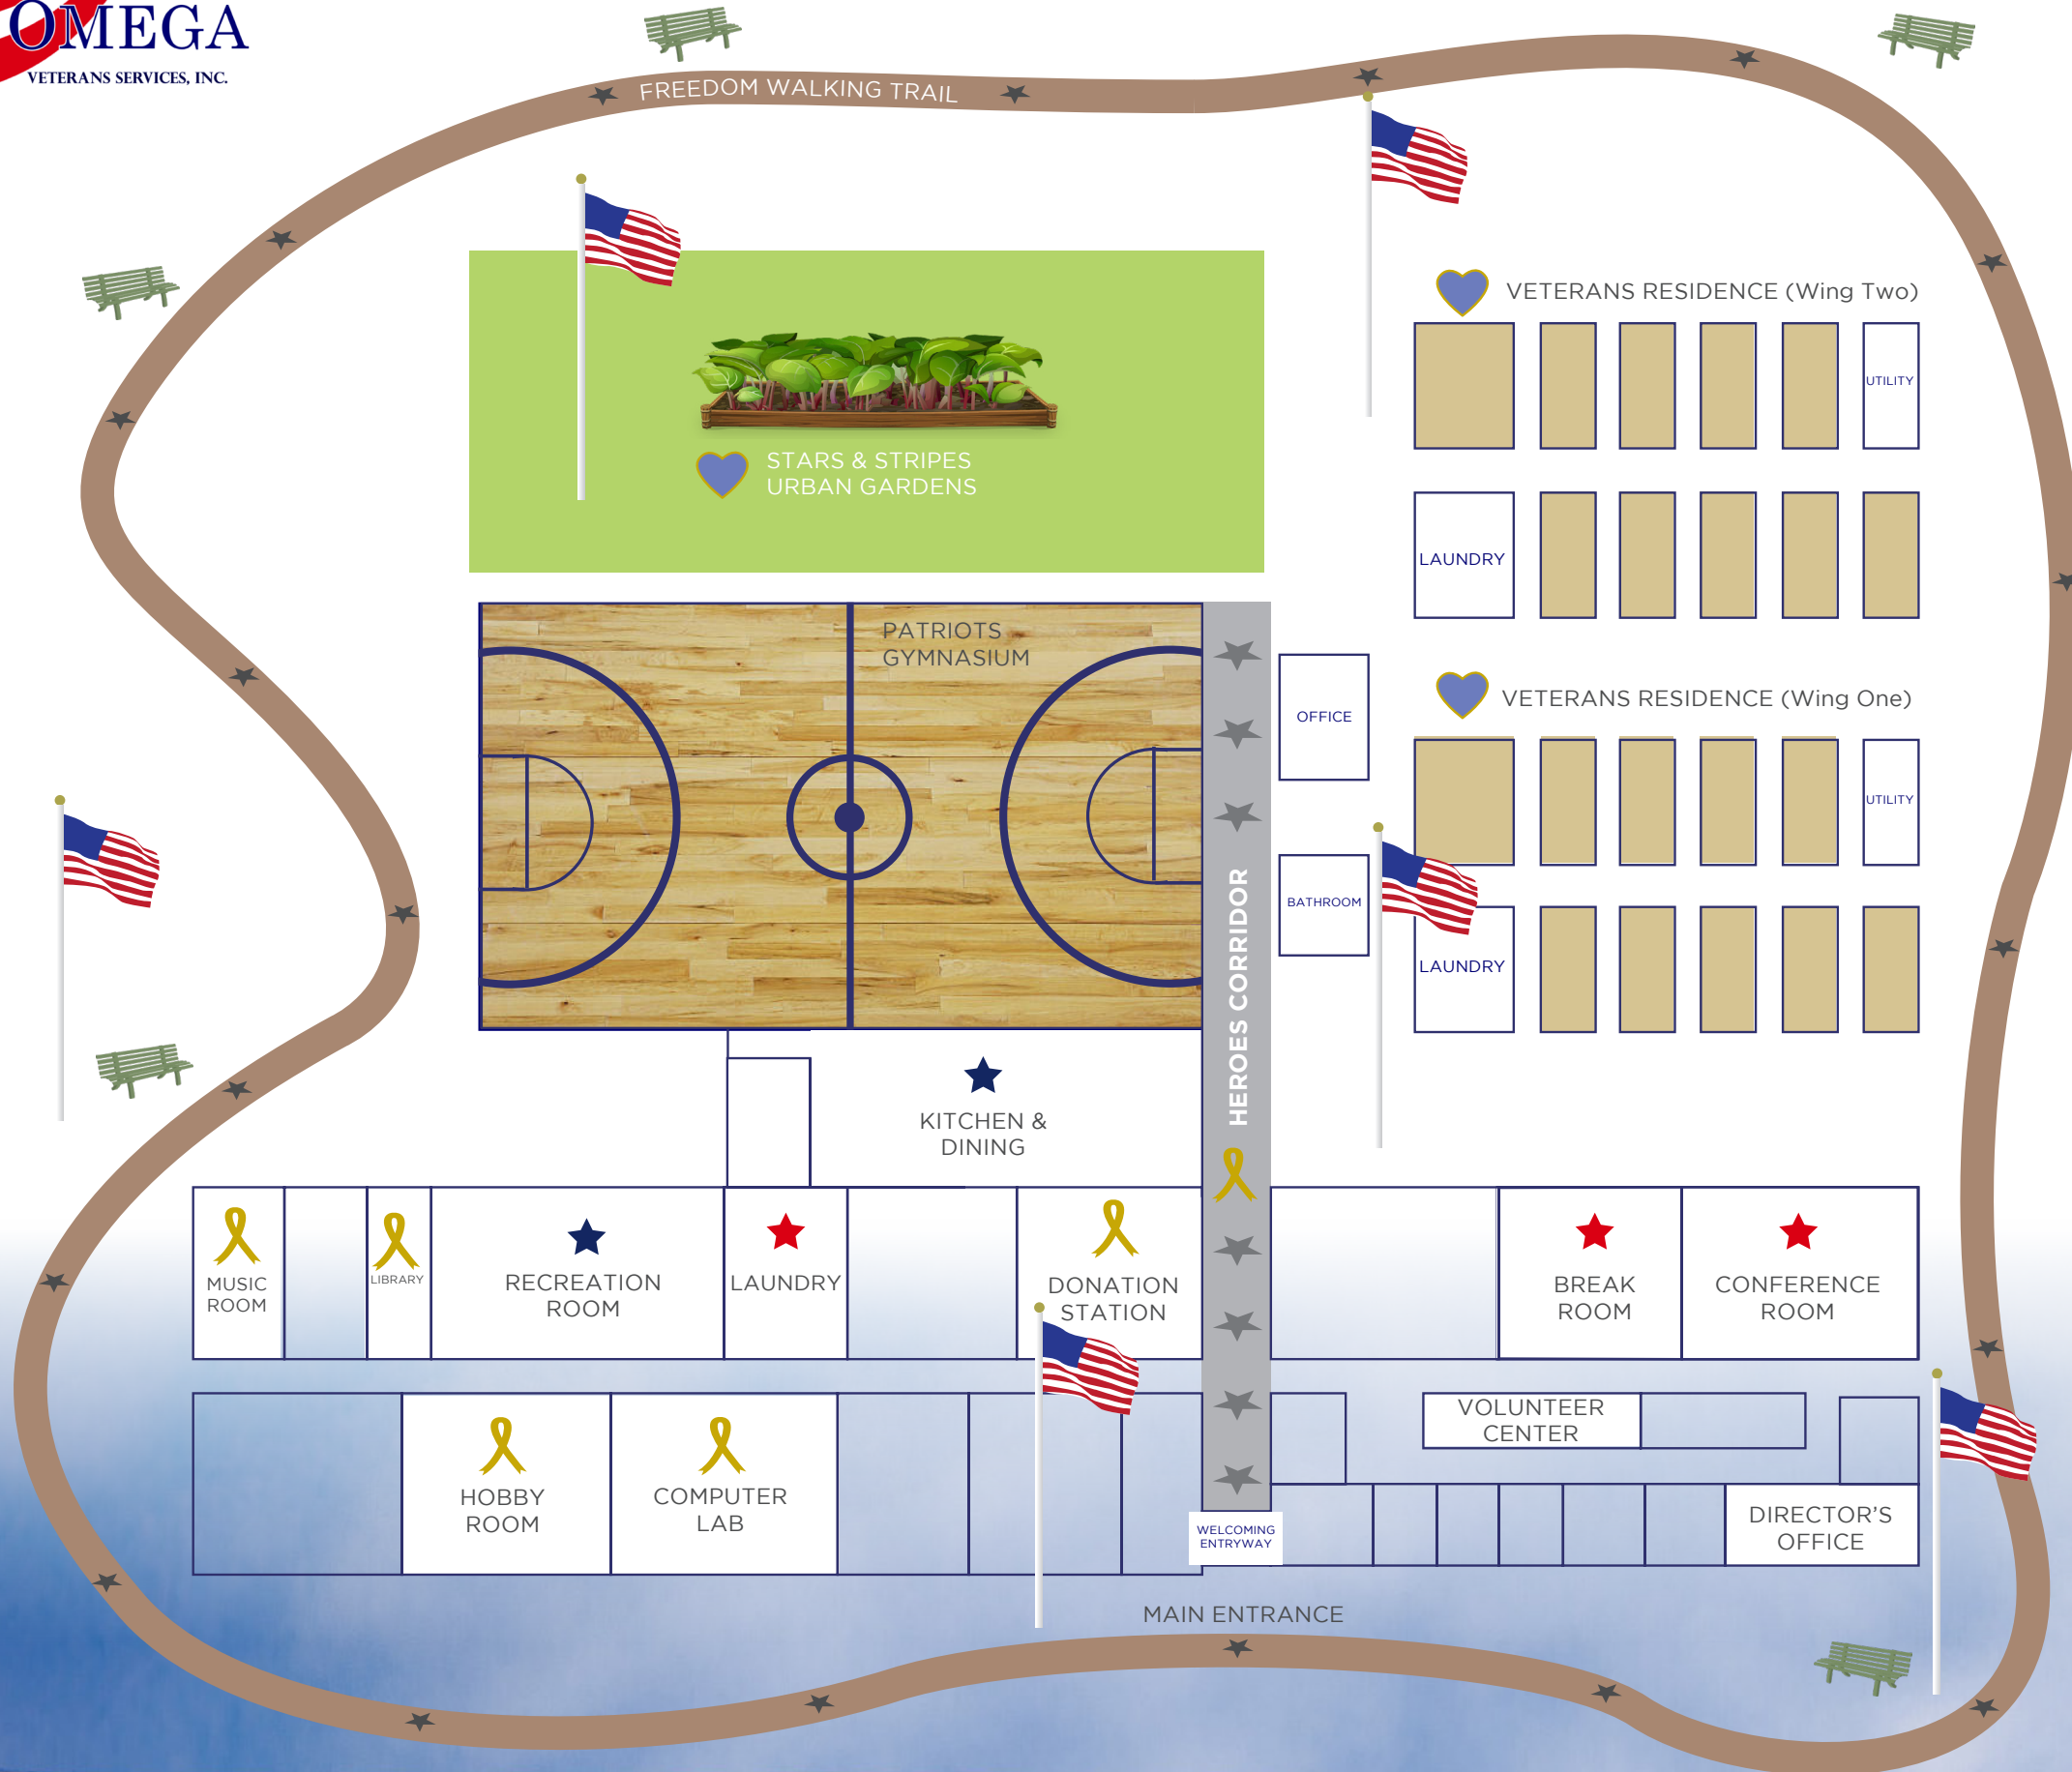 OMEGA
VETERANS SERVICES, INC.
FREEDOM WALKING TRAIL
VETERANS RESIDENCE (Wing Two)
UTILITY
STARS & STRIPES
URBAN GARDENS
LAUNDRY
PATRIOTS
GYMNASIUM
OFFICE
VETERANS RESIDENCE (Wing One)
UTILITY
BATHROOM
HEROES CORRIDOR
LAUNDRY
KITCHEN &
DINING
MUSIC
ROOM
LIBRARY
RECREATION
ROOM
LAUNDRY
DONATION
STATION
BREAK
ROOM
CONFERENCE
ROOM
VOLUNTEER
CENTER
HOBBY
ROOM
COMPUTER
LAB
WELCOMING
ENTRYWAY
DIRECTOR'S
OFFICE
MAIN ENTRANCE